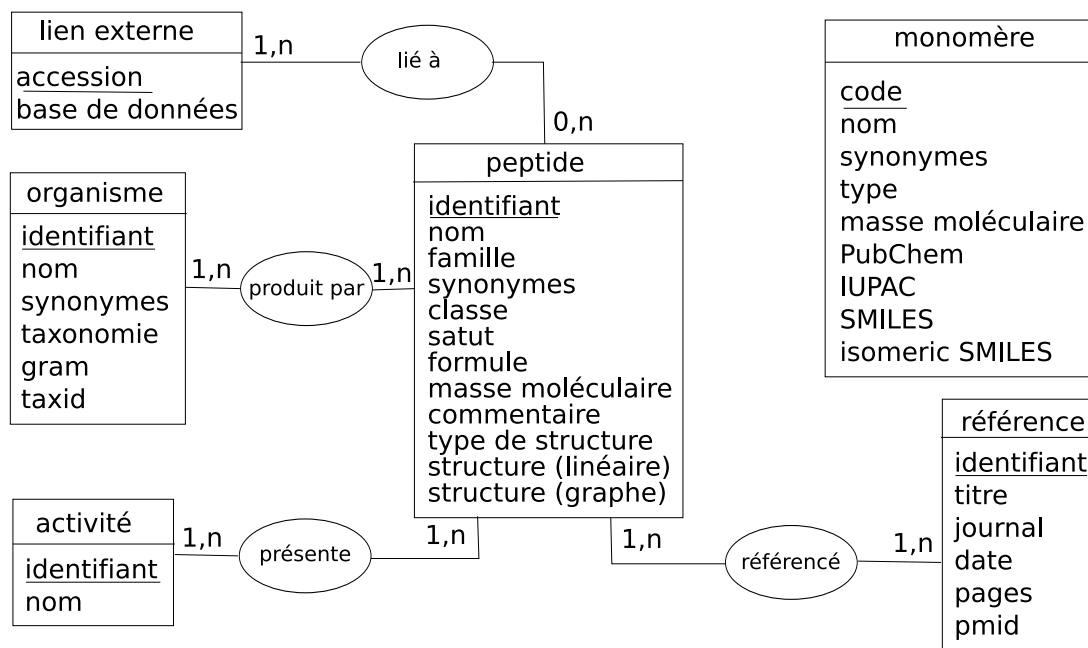 lien externe
accession
base de données
1,n
lié à
0,n
monomère
code
nom
synonymes
type
masse moléculaire
PubChem
IUPAC
SMILES
isomeric SMILES
organisme
identifiant
nom
synonymes
taxonomie
gram
taxid
1,n
produit par
1,n
peptide
identifiant
nom
famille
synonymes
classe
satut
formule
masse moléculaire
commentaire
type de structure
structure (linéaire)
structure (graphe)
activité
identifiant
nom
1,n
présente
1,n
1,n
référencé
1,n
référence
identifiant
titre
journal
date
pages
pmid